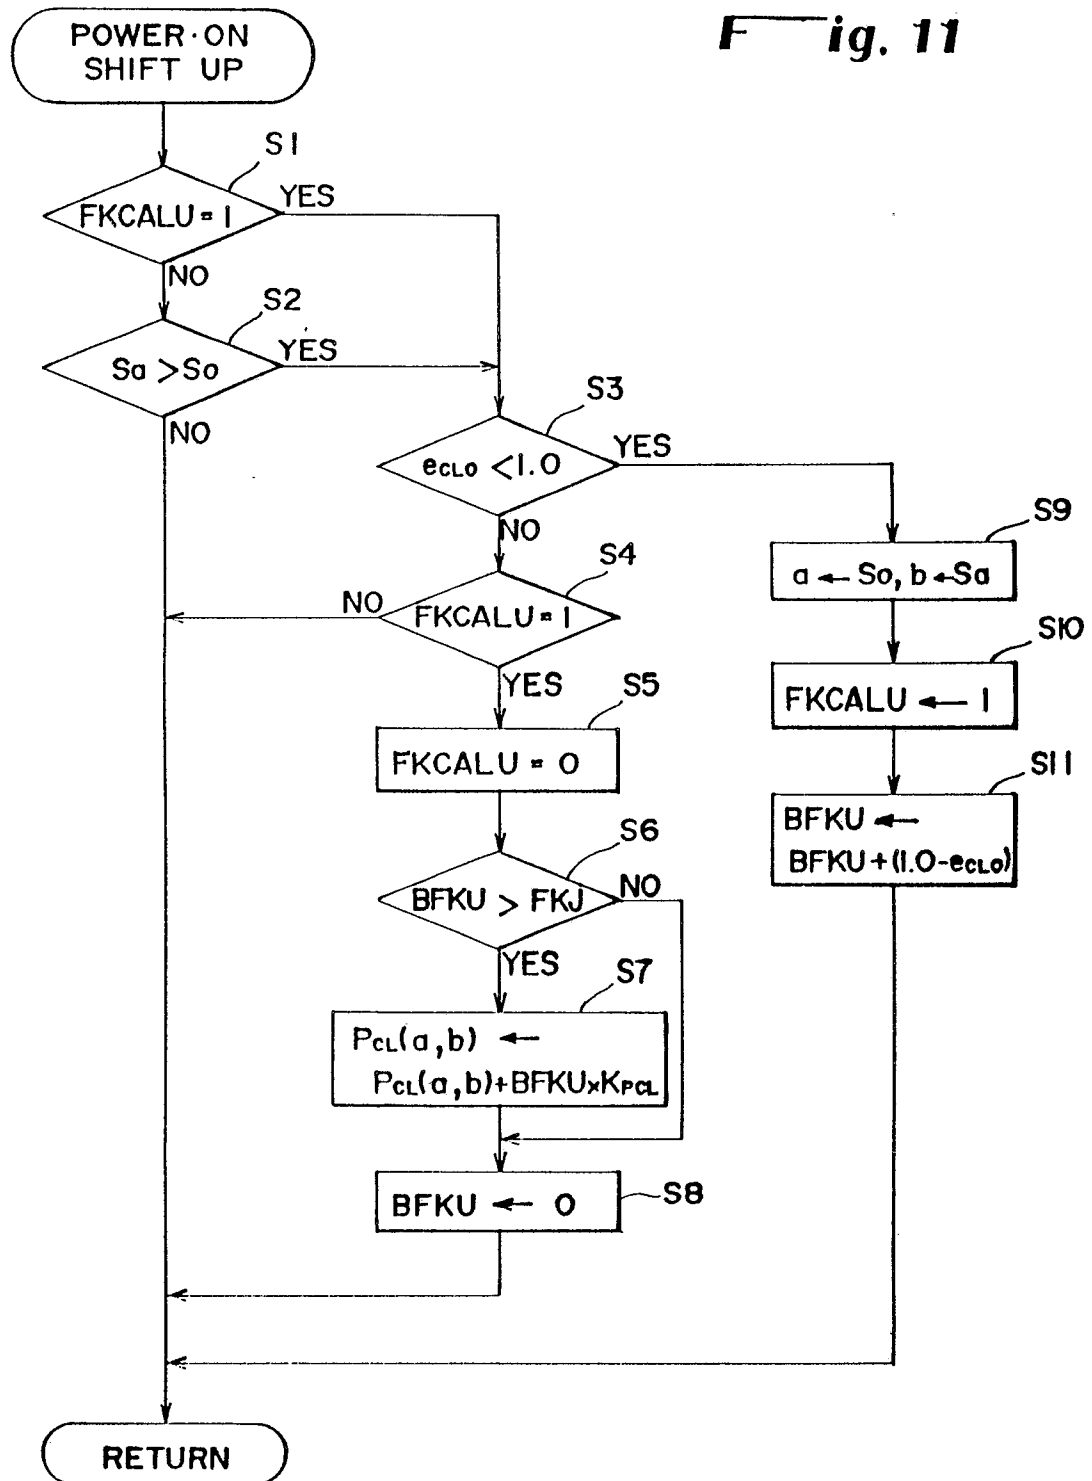 Fig. 11
POWER·ON
SHIFT UP
S1
FKCALU = 1
YES
NO
S2
Sa > So
YES
NO
S3
eCLO < 1.0
YES
NO
S4
FKCALU = 1
NO
YES
S5
FKCALU = 0
S6
BFKU > FKJ
NO
YES
S7
PCL(a,b) ←
PCL(a,b)+BFKU×KPCL
S8
BFKU ← 0
S9
a ← So, b ← Sa
S10
FKCALU ← 1
S11
BFKU ←
BFKU+(1.0-eCLO)
RETURN